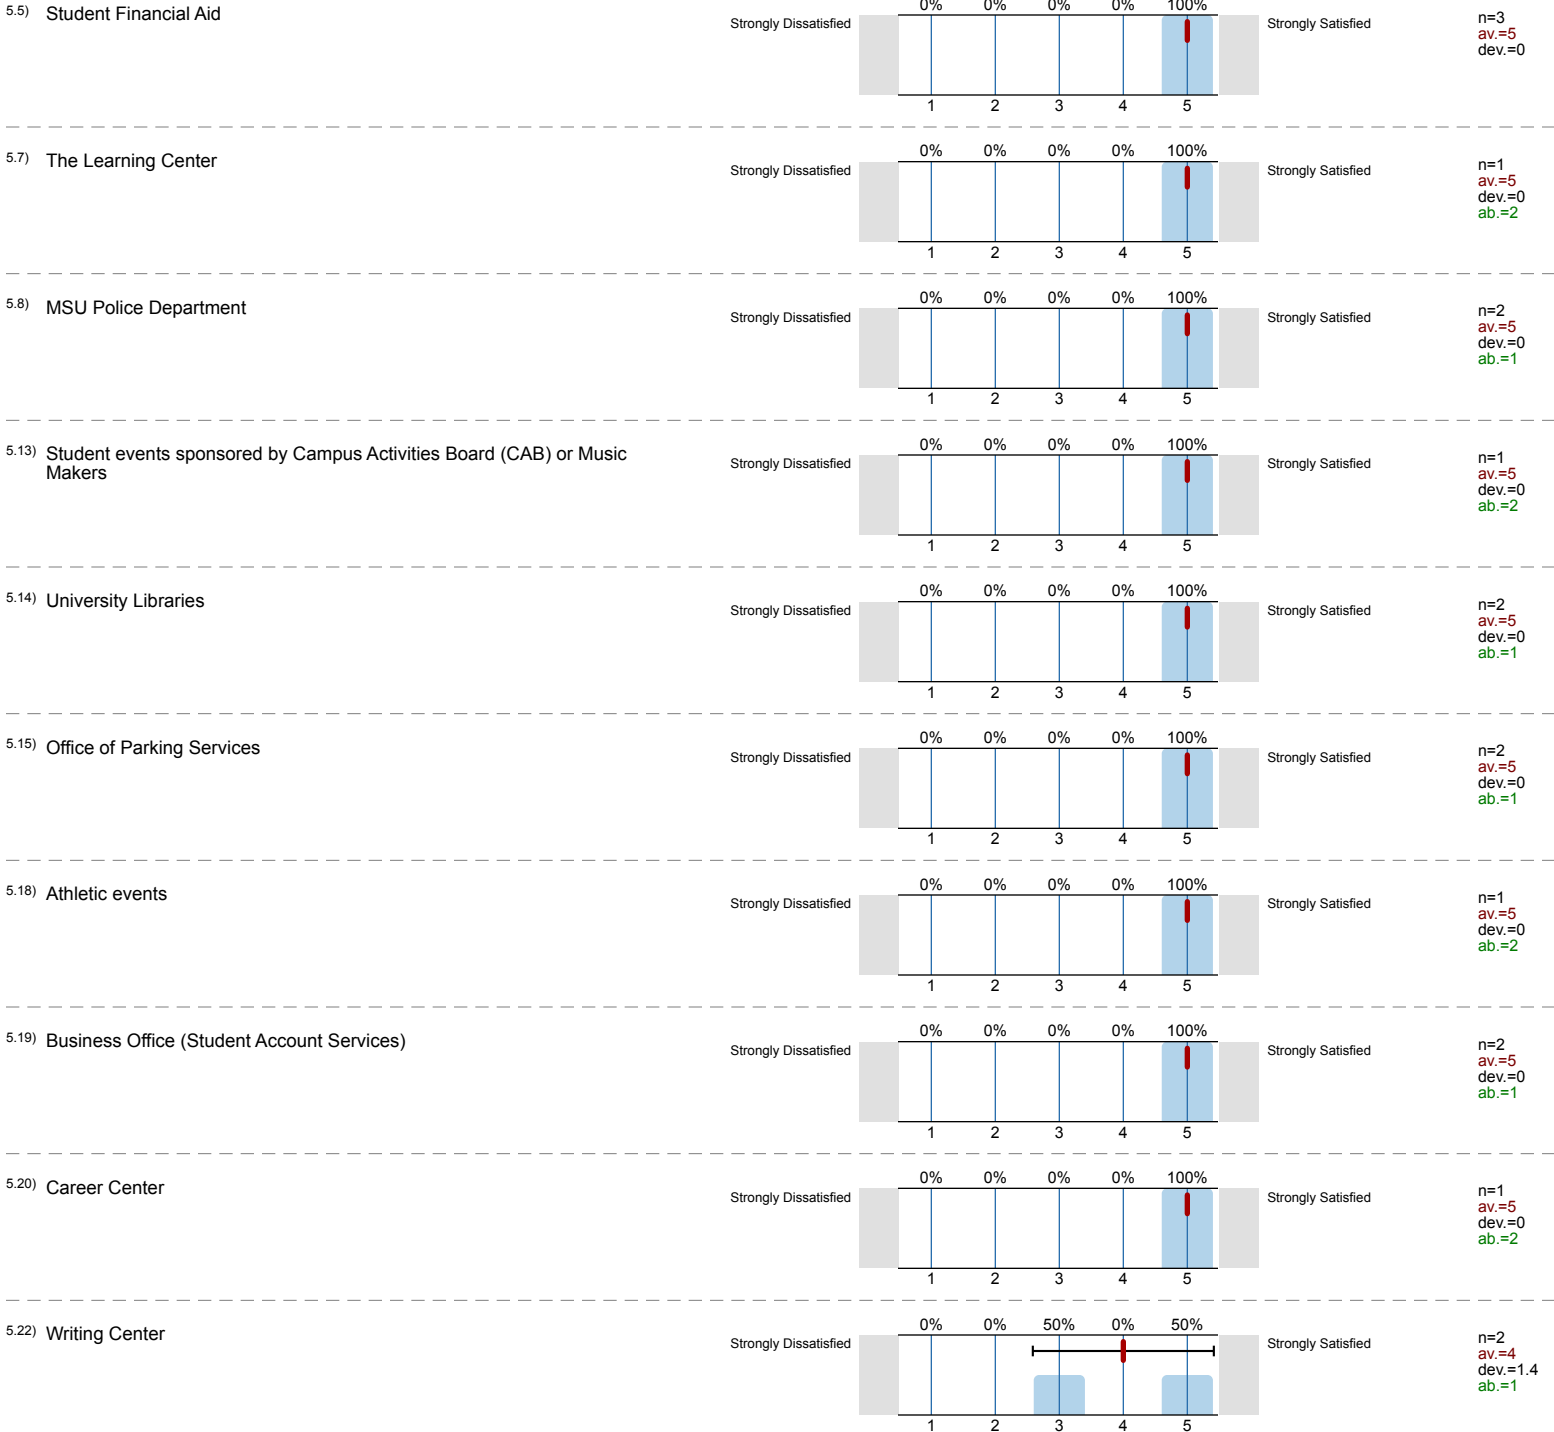 5.5) Student Financial Aid
0% 0% 0% 0% 100%
Strongly Dissatisfied
Strongly Satisfied
n=3
av.=5
dev.=0
1 2 3 4 5
5.7) The Learning Center
0% 0% 0% 0% 100%
Strongly Dissatisfied
Strongly Satisfied
n=1
av.=5
dev.=0
ab.=2
1 2 3 4 5
5.8) MSU Police Department
0% 0% 0% 0% 100%
Strongly Dissatisfied
Strongly Satisfied
n=2
av.=5
dev.=0
ab.=1
1 2 3 4 5
5.13) Student events sponsored by Campus Activities Board (CAB) or Music
Makers
0% 0% 0% 0% 100%
Strongly Dissatisfied
Strongly Satisfied
n=1
av.=5
dev.=0
ab.=2
1 2 3 4 5
5.14) University Libraries
0% 0% 0% 0% 100%
Strongly Dissatisfied
Strongly Satisfied
n=2
av.=5
dev.=0
ab.=1
1 2 3 4 5
5.15) Office of Parking Services
0% 0% 0% 0% 100%
Strongly Dissatisfied
Strongly Satisfied
n=2
av.=5
dev.=0
ab.=1
1 2 3 4 5
5.18) Athletic events
0% 0% 0% 0% 100%
Strongly Dissatisfied
Strongly Satisfied
n=1
av.=5
dev.=0
ab.=2
1 2 3 4 5
5.19) Business Office (Student Account Services)
0% 0% 0% 0% 100%
Strongly Dissatisfied
Strongly Satisfied
n=2
av.=5
dev.=0
ab.=1
1 2 3 4 5
5.20) Career Center
0% 0% 0% 0% 100%
Strongly Dissatisfied
Strongly Satisfied
n=1
av.=5
dev.=0
ab.=2
1 2 3 4 5
5.22) Writing Center
0% 0% 50% 0% 50%
Strongly Dissatisfied
Strongly Satisfied
n=2
av.=4
dev.=1.4
ab.=1
1 2 3 4 5